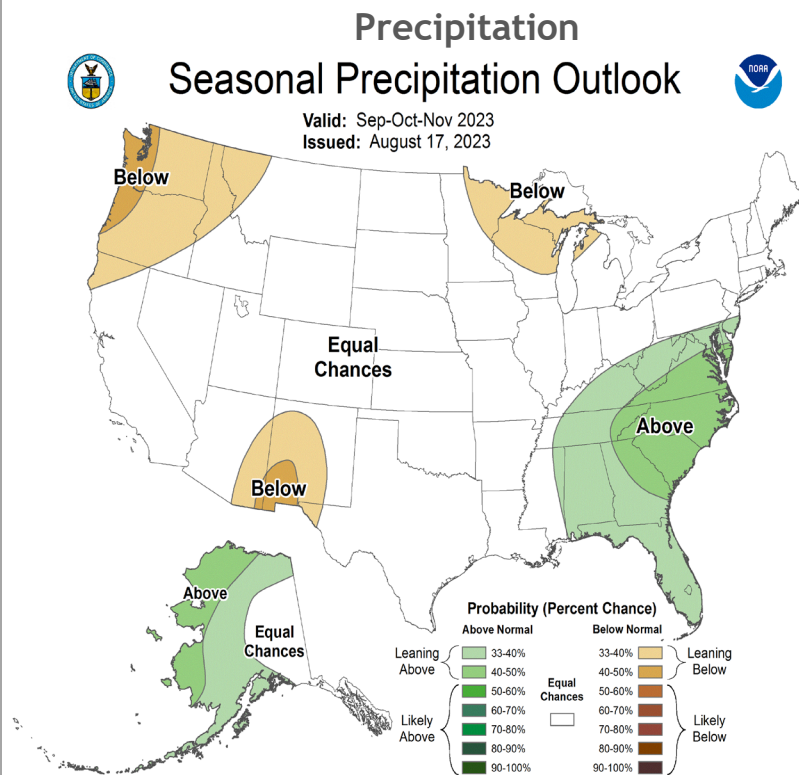 Precipitation
Seasonal Precipitation Outlook
NOAA
Valid: Sep-Oct-Nov 2023
Issued: August 17, 2023
Below
Below
Equal
Chances
Above
Below
Above
Equal
Chances
Probability (Percent Chance)
Above Normal
Below Normal
Leaning
Above
33-40%
40-50%
50-60%
60-70%
70-80%
80-90%
90-100%
Likely
Above
Equal
Chances
33-40%
40-50%
50-60%
60-70%
70-80%
80-90%
90-100%
Leaning
Below
Likely
Below